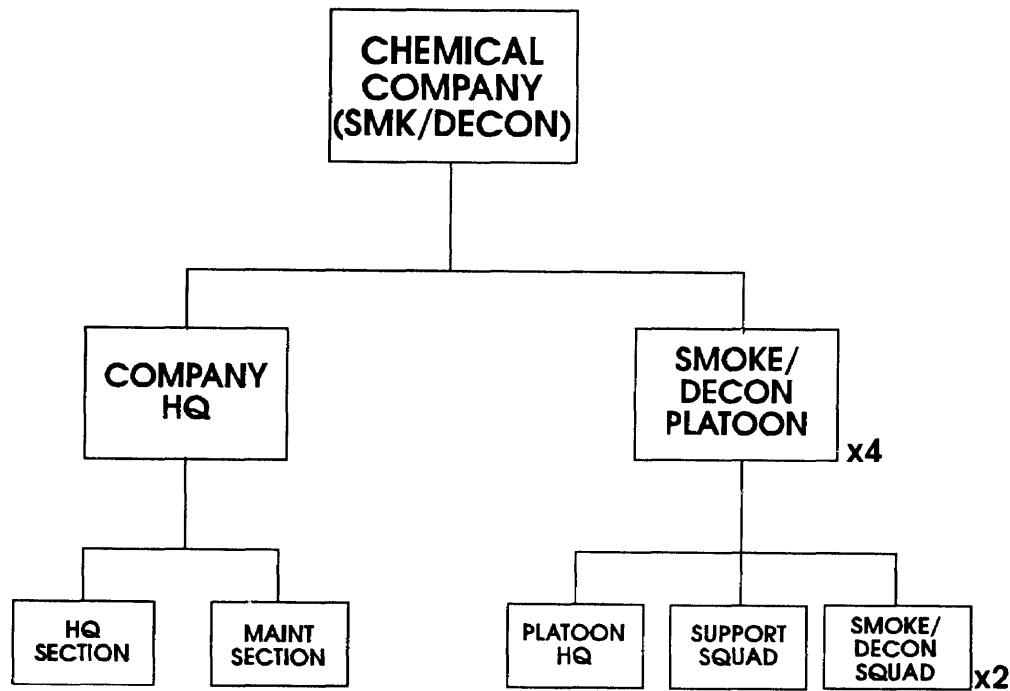 CHEMICAL
COMPANY
(SMK/DECON)
COMPANY
HQ
SMOKE/
DECON
PLATOON
x4
HQ
SECTION
MAINT
SECTION
PLATOON
HQ
SUPPORT
SQUAD
SMOKE/
DECON
SQUAD
x2